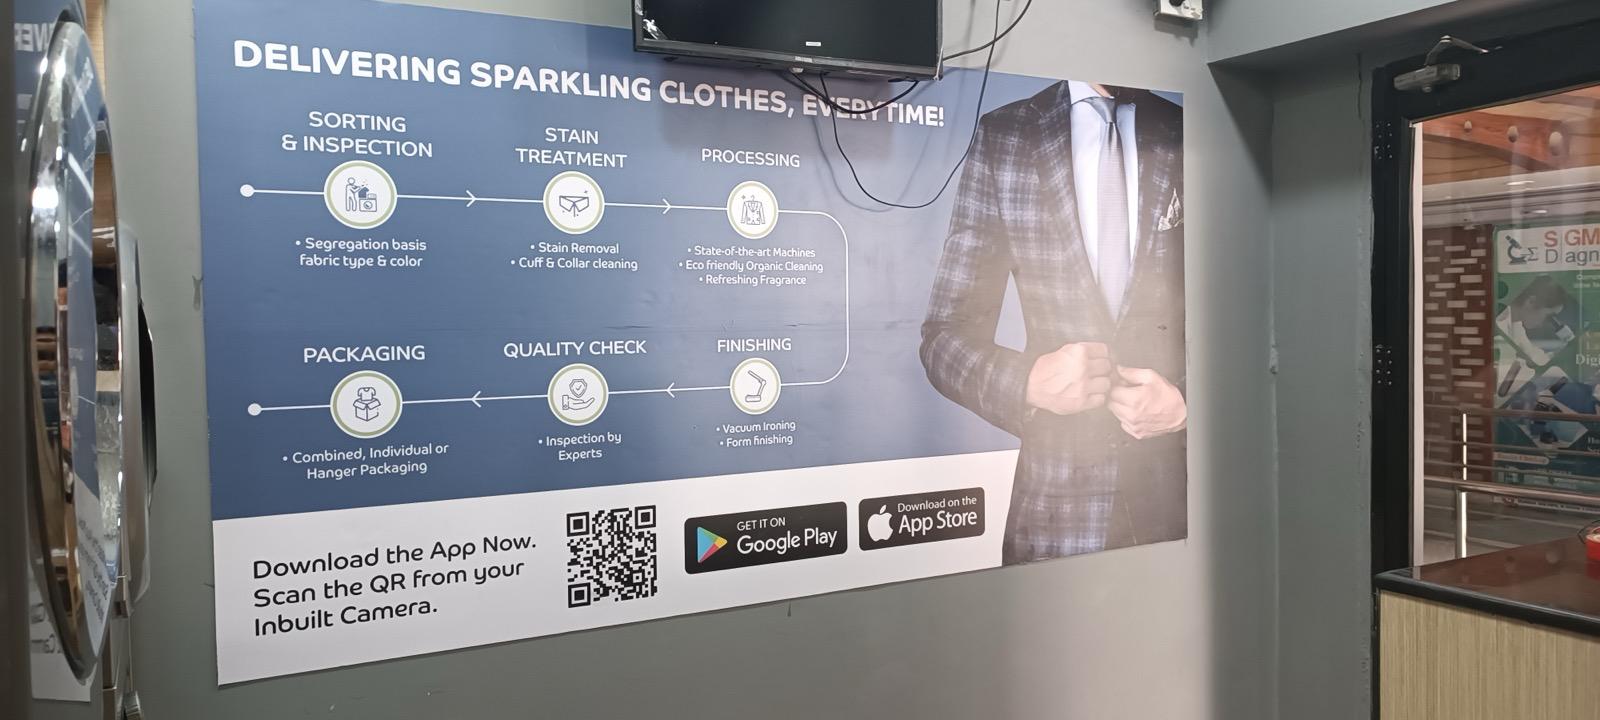 DELIVERING SPARKLING CLOTHES, EVERYTIME!
SORTING
& INSPECTION
• Segregation basis
fabric type & color
STAIN
TREATMENT
• Stain Removal
• Cuff & Collar cleaning
PROCESSING
• State-of-the-art Machines
• Eco friendly Organic Cleaning
• Refreshing Fragrance
PACKAGING
• Combined, Individual or
Hanger Packaging
QUALITY CHECK
• Inspection by
Experts
FINISHING
• Vacuum Ironing
• Form finishing
Download the App Now.
Scan the QR from your
Inbuilt Camera.
GET IT ON
Google Play
Download on the
App Store
SIGM
Diagn